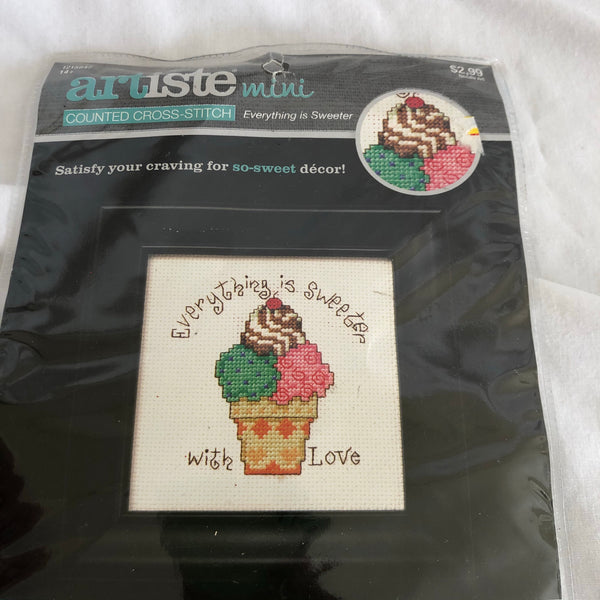 14+
$2.99
artiste® mini
COUNTED CROSS-STITCH
Everything is Sweeter
Satisfy your craving for so-sweet décor!
Everything is Sweeter
with Love